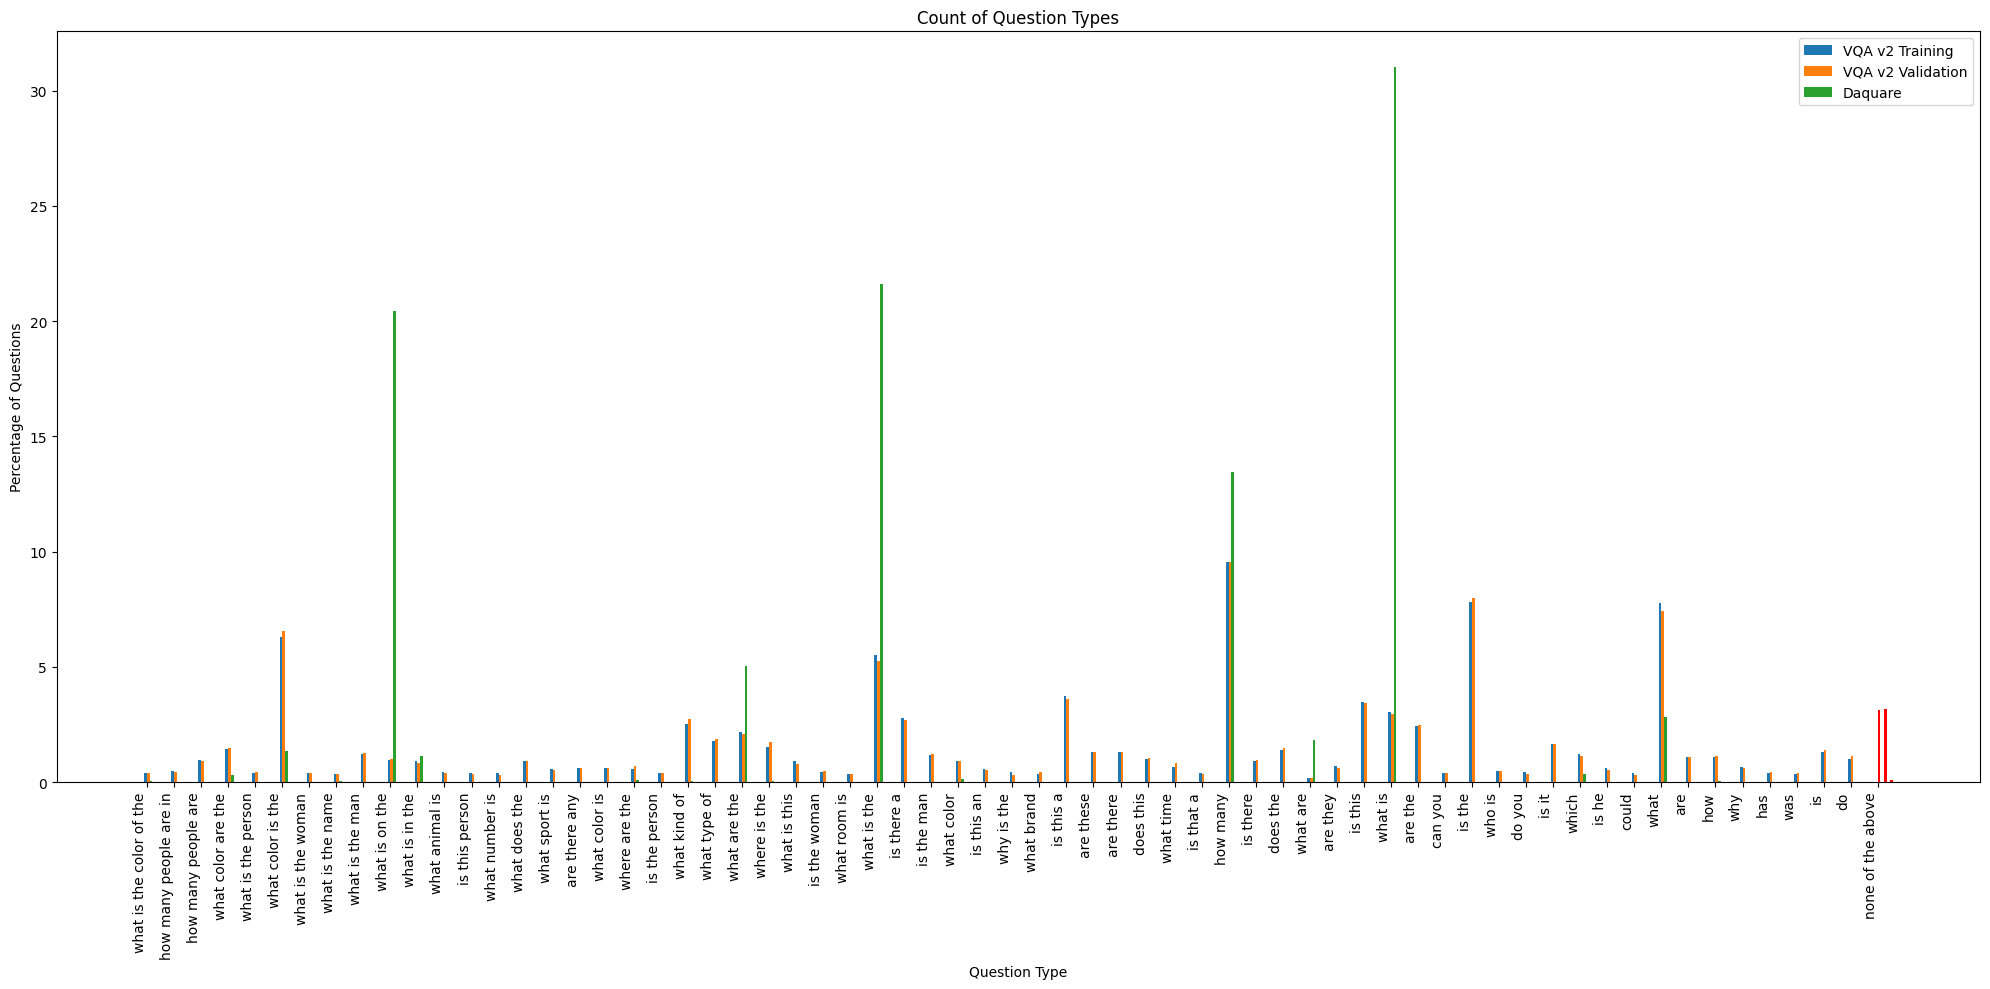 Count of Question Types
VQA v2 Training
VQA v2 Validation
Daquare
Percentage of Questions
30
25
20
15
10
5
0
what is the color of the
how many people are in
how many people are
what color are the
what is the person
what color is the
what is the woman
what is the name
what is the man
what is on the
what is in the
what animal is
is this person
what number is
what does the
what sport is
are there any
what color is
where are the
is the person
what kind of
what type of
what are the
where is the
what is this
is the woman
what room is
what is the
is there a
is the man
what color
is this an
why is the
what brand
is this a
are these
are there
does this
what time
is that a
how many
is there
does the
what are
are they
is this
what is
are the
can you
is the
who is
do you
is it
which
is he
could
what
are
how
why
has
was
is
do
none of the above
Question Type